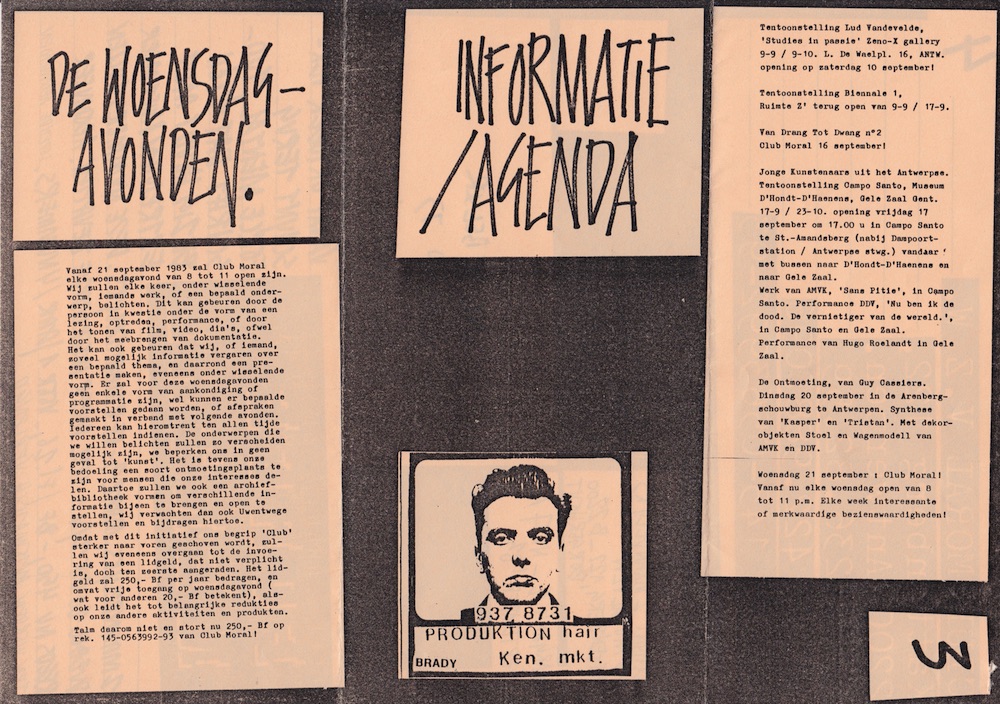 DE WOENSDAG-
AVONDEN.
Vanaf 21 september 1983 zal Club Moral
elke woensdagavond van 8 tot 11 open zijn.
Wij zullen elke keer, onder wisselende
vorm, iemands werk, of een bepaald onder-
werp, belichten. Dit kan gebeuren door de
persoon in kwestie onder de vorm van een
lezing, optreden, performance, of door
het tonen van film, video, dia's, ofwel
door het meebrengen van dokumentatie.
Het kan ook gebeuren dat wij, of iemand,
zoveel mogelijk informatie vergaren over
een bepaald thema, en daarrond een pre-
sentatie maken, eveneens onder wisselende
vorm. Er zal voor deze woensdagavonden
geen enkele vorm van aankondiging of
programmatie zijn, wel kunnen er bepaalde
voorstellen gedaan worden, of afspraken
gemaakt in verband met volgende avonden.
Iedereen kan hieromtrent ten allen tijde
voorstellen indienen. De onderwerpen die
we willen belichten zullen zo verscheiden
mogelijk zijn, we beperken ons in geen
geval tot 'kunst'. Het is tevens onze
bedoeling een soort ontmoetingsplaats te
zijn voor mensen die onze interesses de-
len. Daartoe zullen we ook een archief-
bibliotheek vormen om verschillende in-
formatie bijeen te brengen en open te
stellen, wij verwachten dan ook Uwentwege
voorstellen en bijdragen hiertoe.
Omdat met dit initiatief ons begrip 'Club'
sterker naar voren geschoven wordt, zul-
len wij eveneens overgaan tot de invoe-
ring van een lidgeld, dat niet verplicht
is, doch ten zeerste aangeraden. Het lid-
geld zal 250,- Bf per jaar bedragen, en
omvat vrije toegang op woensdagavond (
wat voor anderen 20,- Bf betekent), als-
ook leidt het tot belangrijke redukties
op onze andere aktiviteiten en produkten.
Talm daarom niet en stort nu 250,- Bf op
rek. 145-0563992-93 van Club Moral!
INFORMATIE
/AGENDA
937 8731
PRODUKTION hair
BRADY Ken. mkt.
Tentoonstelling Lud Vandevelde,
'Studies in passie' Zeno-X gallery
9-9 / 9-10. L. De Waelpl. 16, ANTW.
opening op zaterdag 10 september!
Tentoonstelling Biennale 1,
Ruimte Z' terug open van 9-9 / 17-9.
Van Drang Tot Dwang n°2
Club Moral 16 september!
Jonge Kunstenaars uit het Antwerpse.
Tentoonstelling Campo Santo, Museum
D'Hondt-D'Haenens, Gele Zaal Gent.
17-9 / 23-10. opening vrijdag 17
september om 17.00 u in Campo Santo
te St.-Amandsberg (nabij Dampoort-
station / Antwerpse stwg.) vandaar
met bussen naar D'Hondt-D'Haenens en
naar Gele Zaal.
Werk van AMVK, 'Sans Pitie', in Campo
Santo. Performance DDV, 'Nu ben ik de
dood. De vernietiger van de wereld.',
in Campo Santo en Gele Zaal.
Performance van Hugo Roelandt in Gele
Zaal.
De Ontmoeting, van Guy Cassiers.
Dinsdag 20 september in de Arenberg-
schouwburg te Antwerpen. Synthese
van 'Kasper' en 'Tristan'. Met dekor-
objekten Stoel en Wagenmodell van
AMVK en DDV.
Woensdag 21 september : Club Moral!
Vanaf nu elke woensdag open van 8
tot 11 p.m. Elke week interessante
of merkwaardige bezienswaardigheden!
3